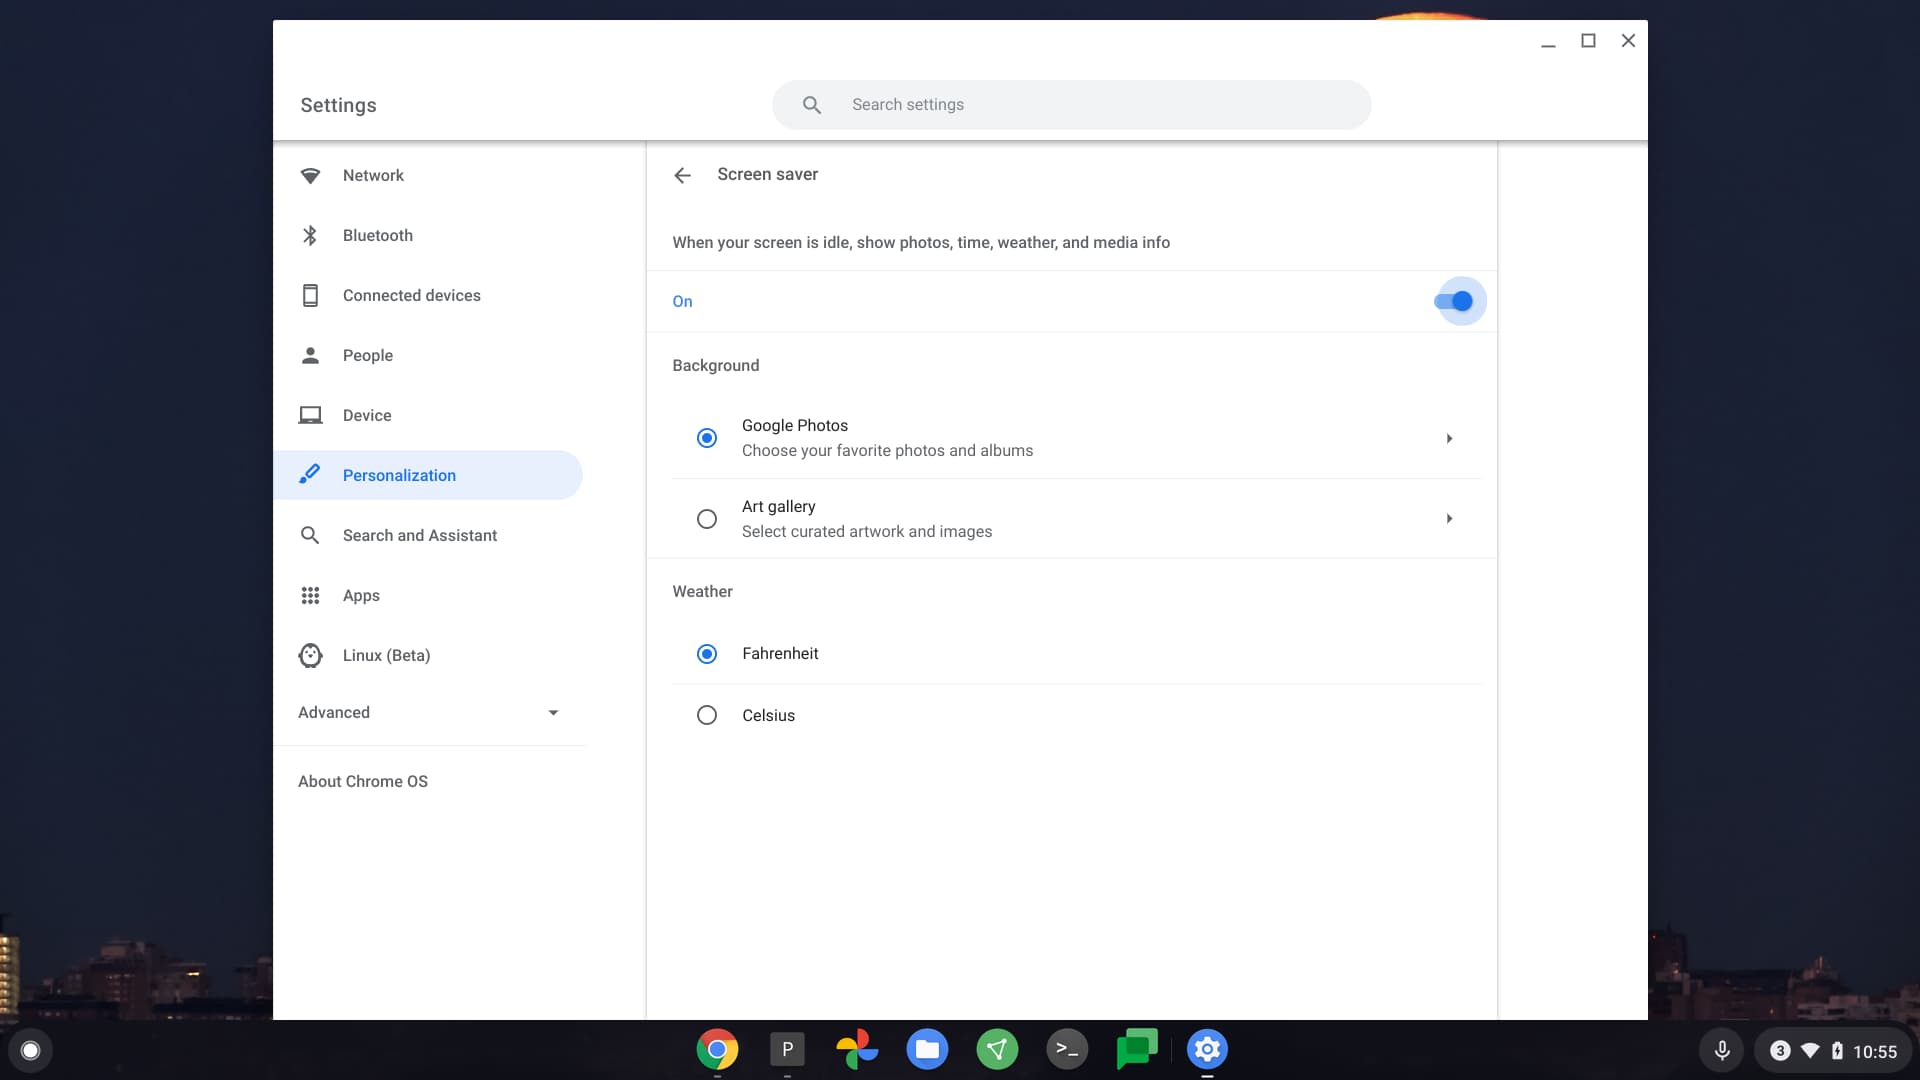 Settings
Search settings
Network
Bluetooth
Connected devices
People
Device
Personalization
Search and Assistant
Apps
Linux (Beta)
Advanced
About Chrome OS
Screen saver
When your screen is idle, show photos, time, weather, and media info
On
Background
Google Photos
Choose your favorite photos and albums
Art gallery
Select curated artwork and images
Weather
Fahrenheit
Celsius
P
>_
3
10:55